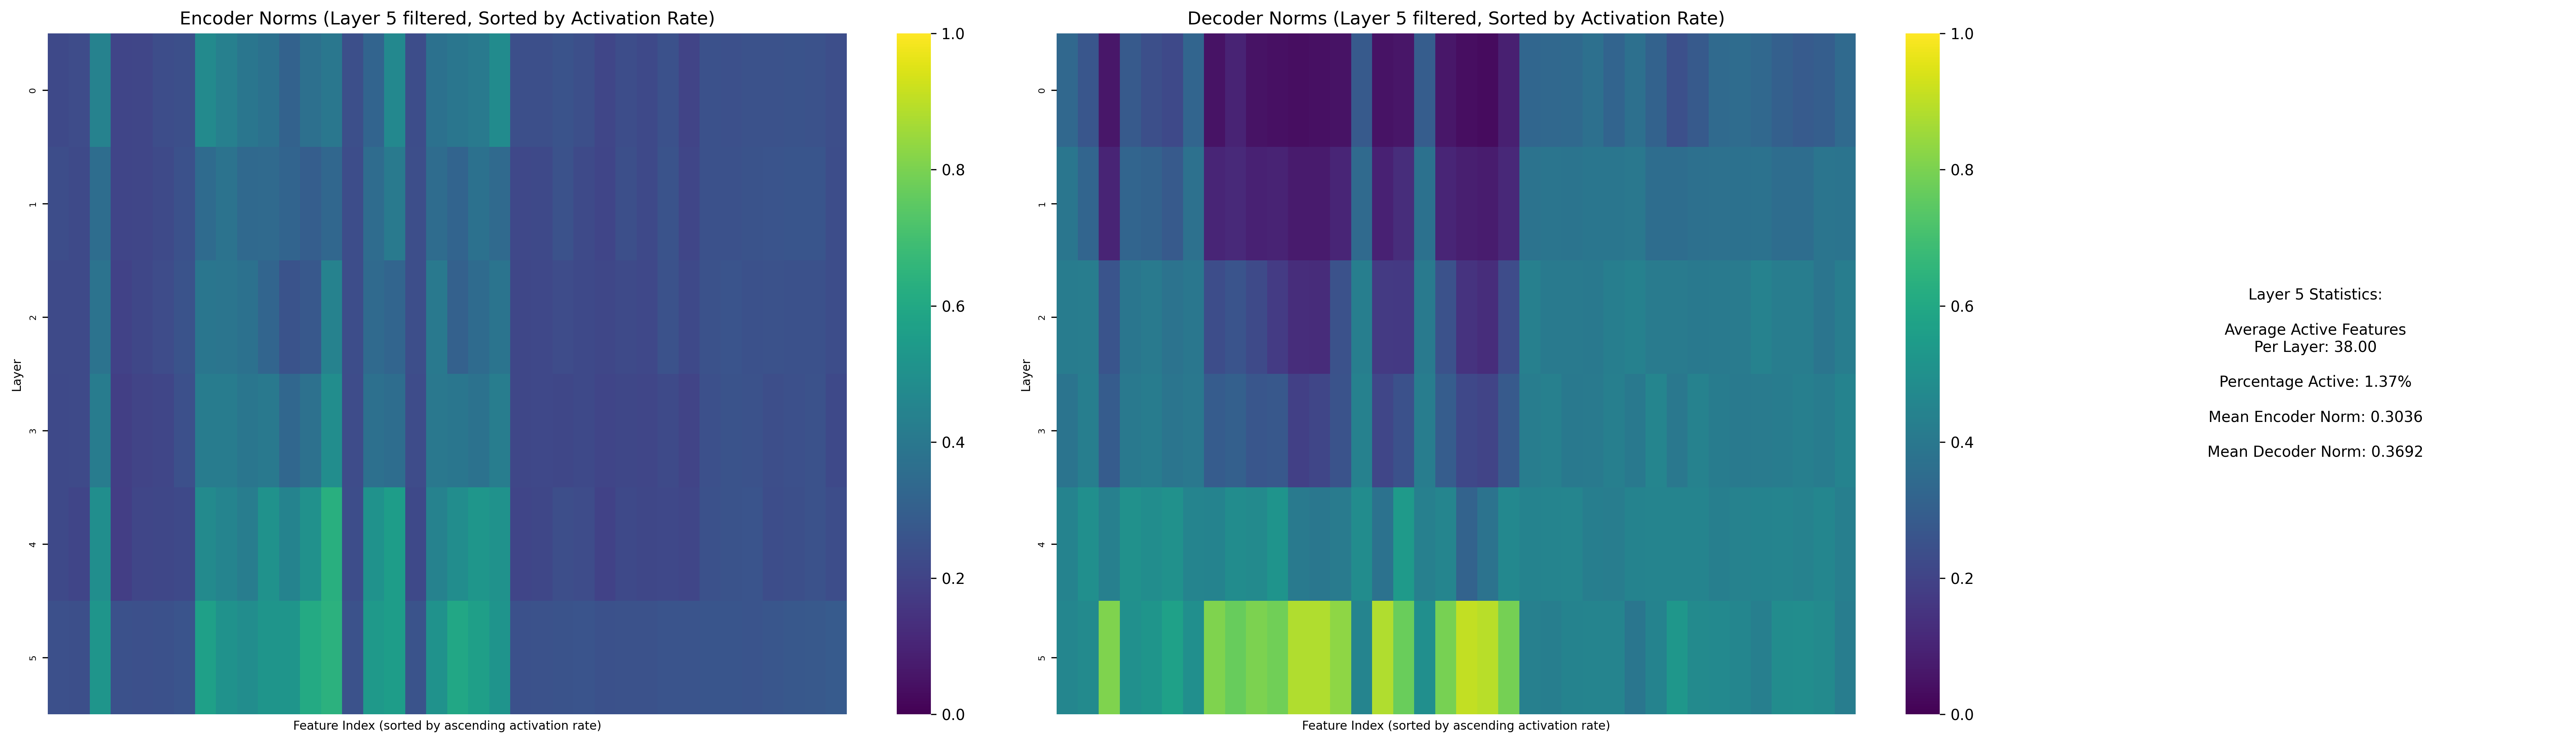 Encoder Norms (Layer 5 filtered, Sorted by Activation Rate)
Layer
0
1
2
3
4
5
Feature Index (sorted by ascending activation rate)
1.0
0.8
0.6
0.4
0.2
0.0
Decoder Norms (Layer 5 filtered, Sorted by Activation Rate)
Layer
0
1
2
3
4
5
Feature Index (sorted by ascending activation rate)
1.0
0.8
0.6
0.4
0.2
0.0
Layer 5 Statistics:
Average Active Features
Per Layer: 38.00
Percentage Active: 1.37%
Mean Encoder Norm: 0.3036
Mean Decoder Norm: 0.3692